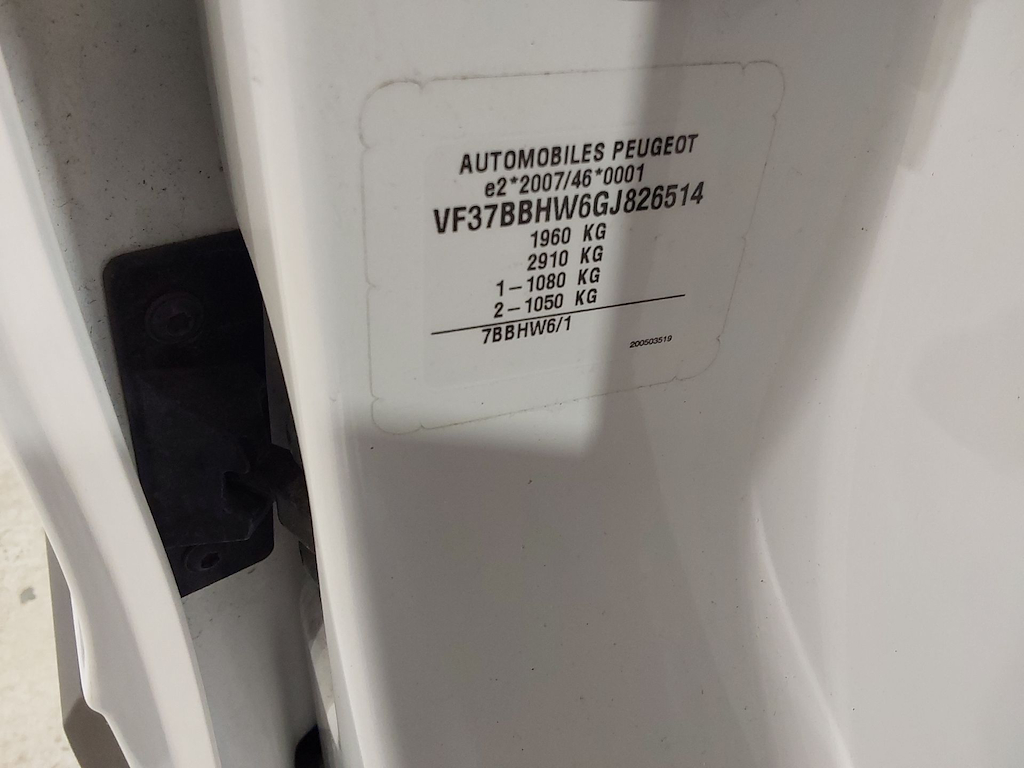 AUTOMOBILES PEUGEOT
e2*2007/46*0001
VF37BBHW6GJ826514
1960 KG
2910 KG
1-1080 KG
2-1050 KG
7BBHW6/1
200503519